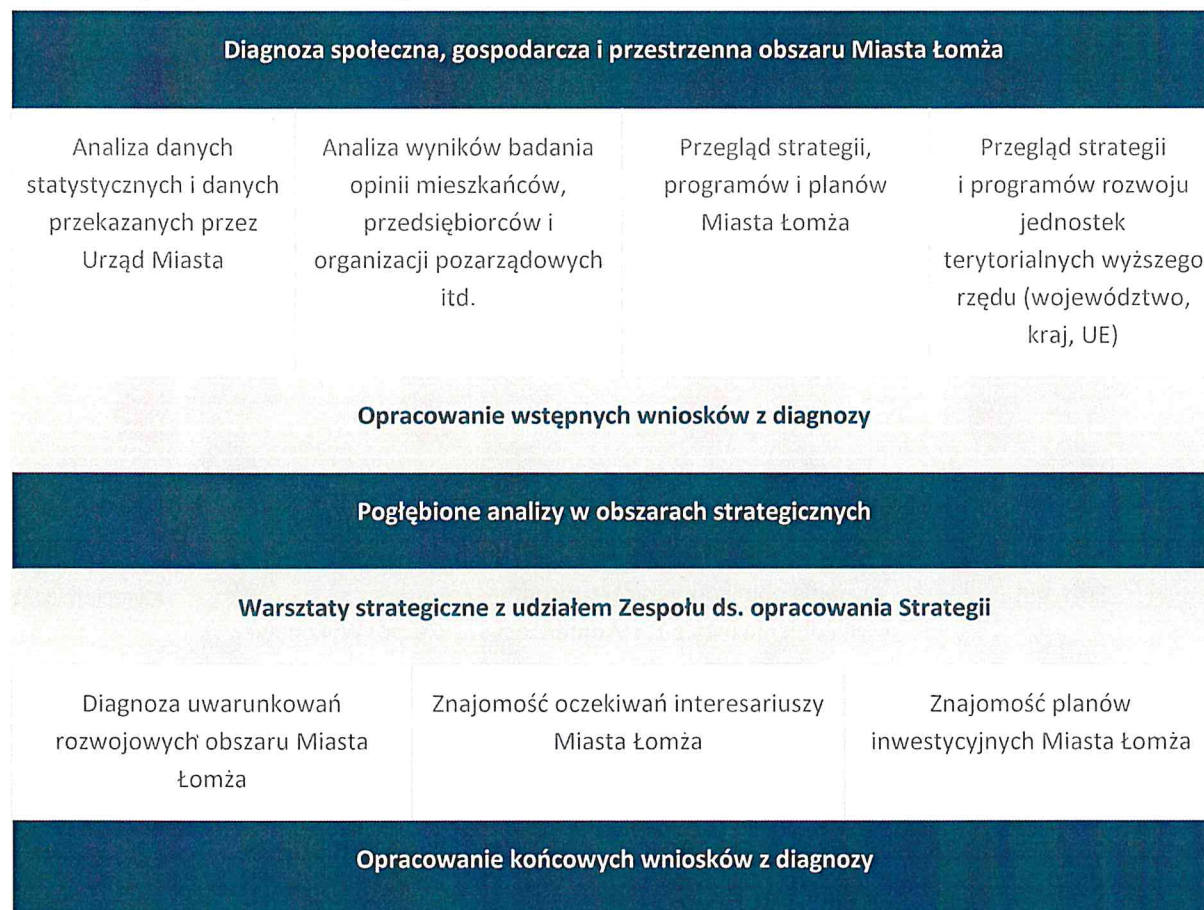 Diagnoza społeczna, gospodarcza i przestrzenna obszaru Miasta Łomża
Analiza danych
statystycznych i danych
przekazanych przez
Urząd Miasta
Analiza wyników badania
opinii mieszkańców,
przedsiębiorców i
organizacji pozarządowych
itd.
Przegląd strategii,
programów i planów
Miasta Łomża
Przegląd strategii
i programów rozwoju
jednostek
terytorialnych wyższego
rzędu (województwo,
kraj, UE)
Opracowanie wstępnych wniosków z diagnozy
Pogłębione analizy w obszarach strategicznych
Warsztaty strategiczne z udziałem Zespołu ds. opracowania Strategii
Diagnoza uwarunkowań
rozwojowych obszaru Miasta
Łomża
Znajomość oczekiwań interesariuszy
Miasta Łomża
Znajomość planów
inwestycyjnych Miasta Łomża
Opracowanie końcowych wniosków z diagnozy